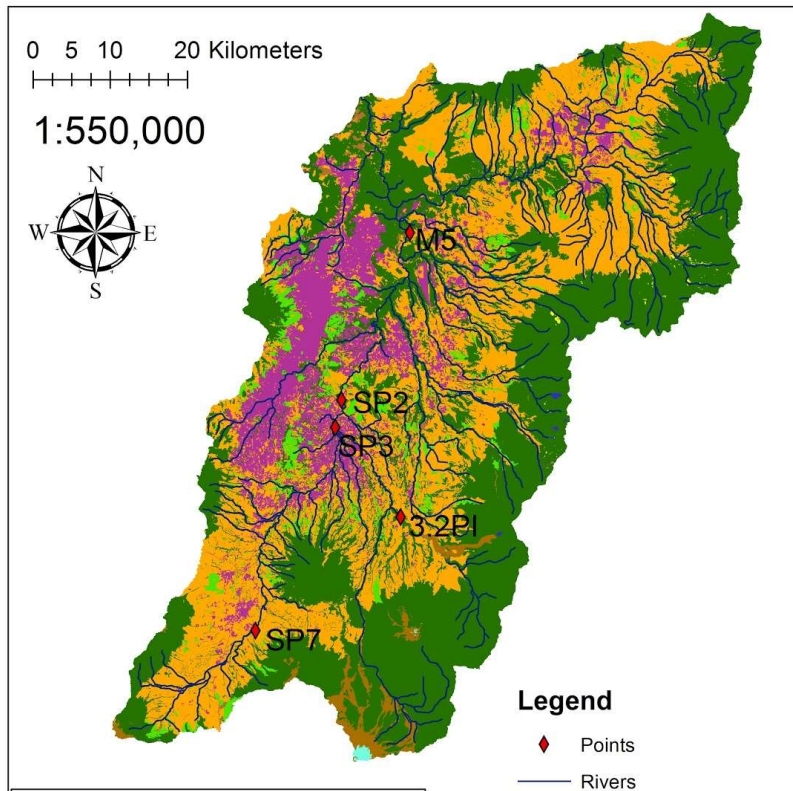 0 5 10 20 Kilometers
1:550,000
N
W E
S
M5
SP2
SP3
3.2PI
SP7
Legend
Points
Rivers